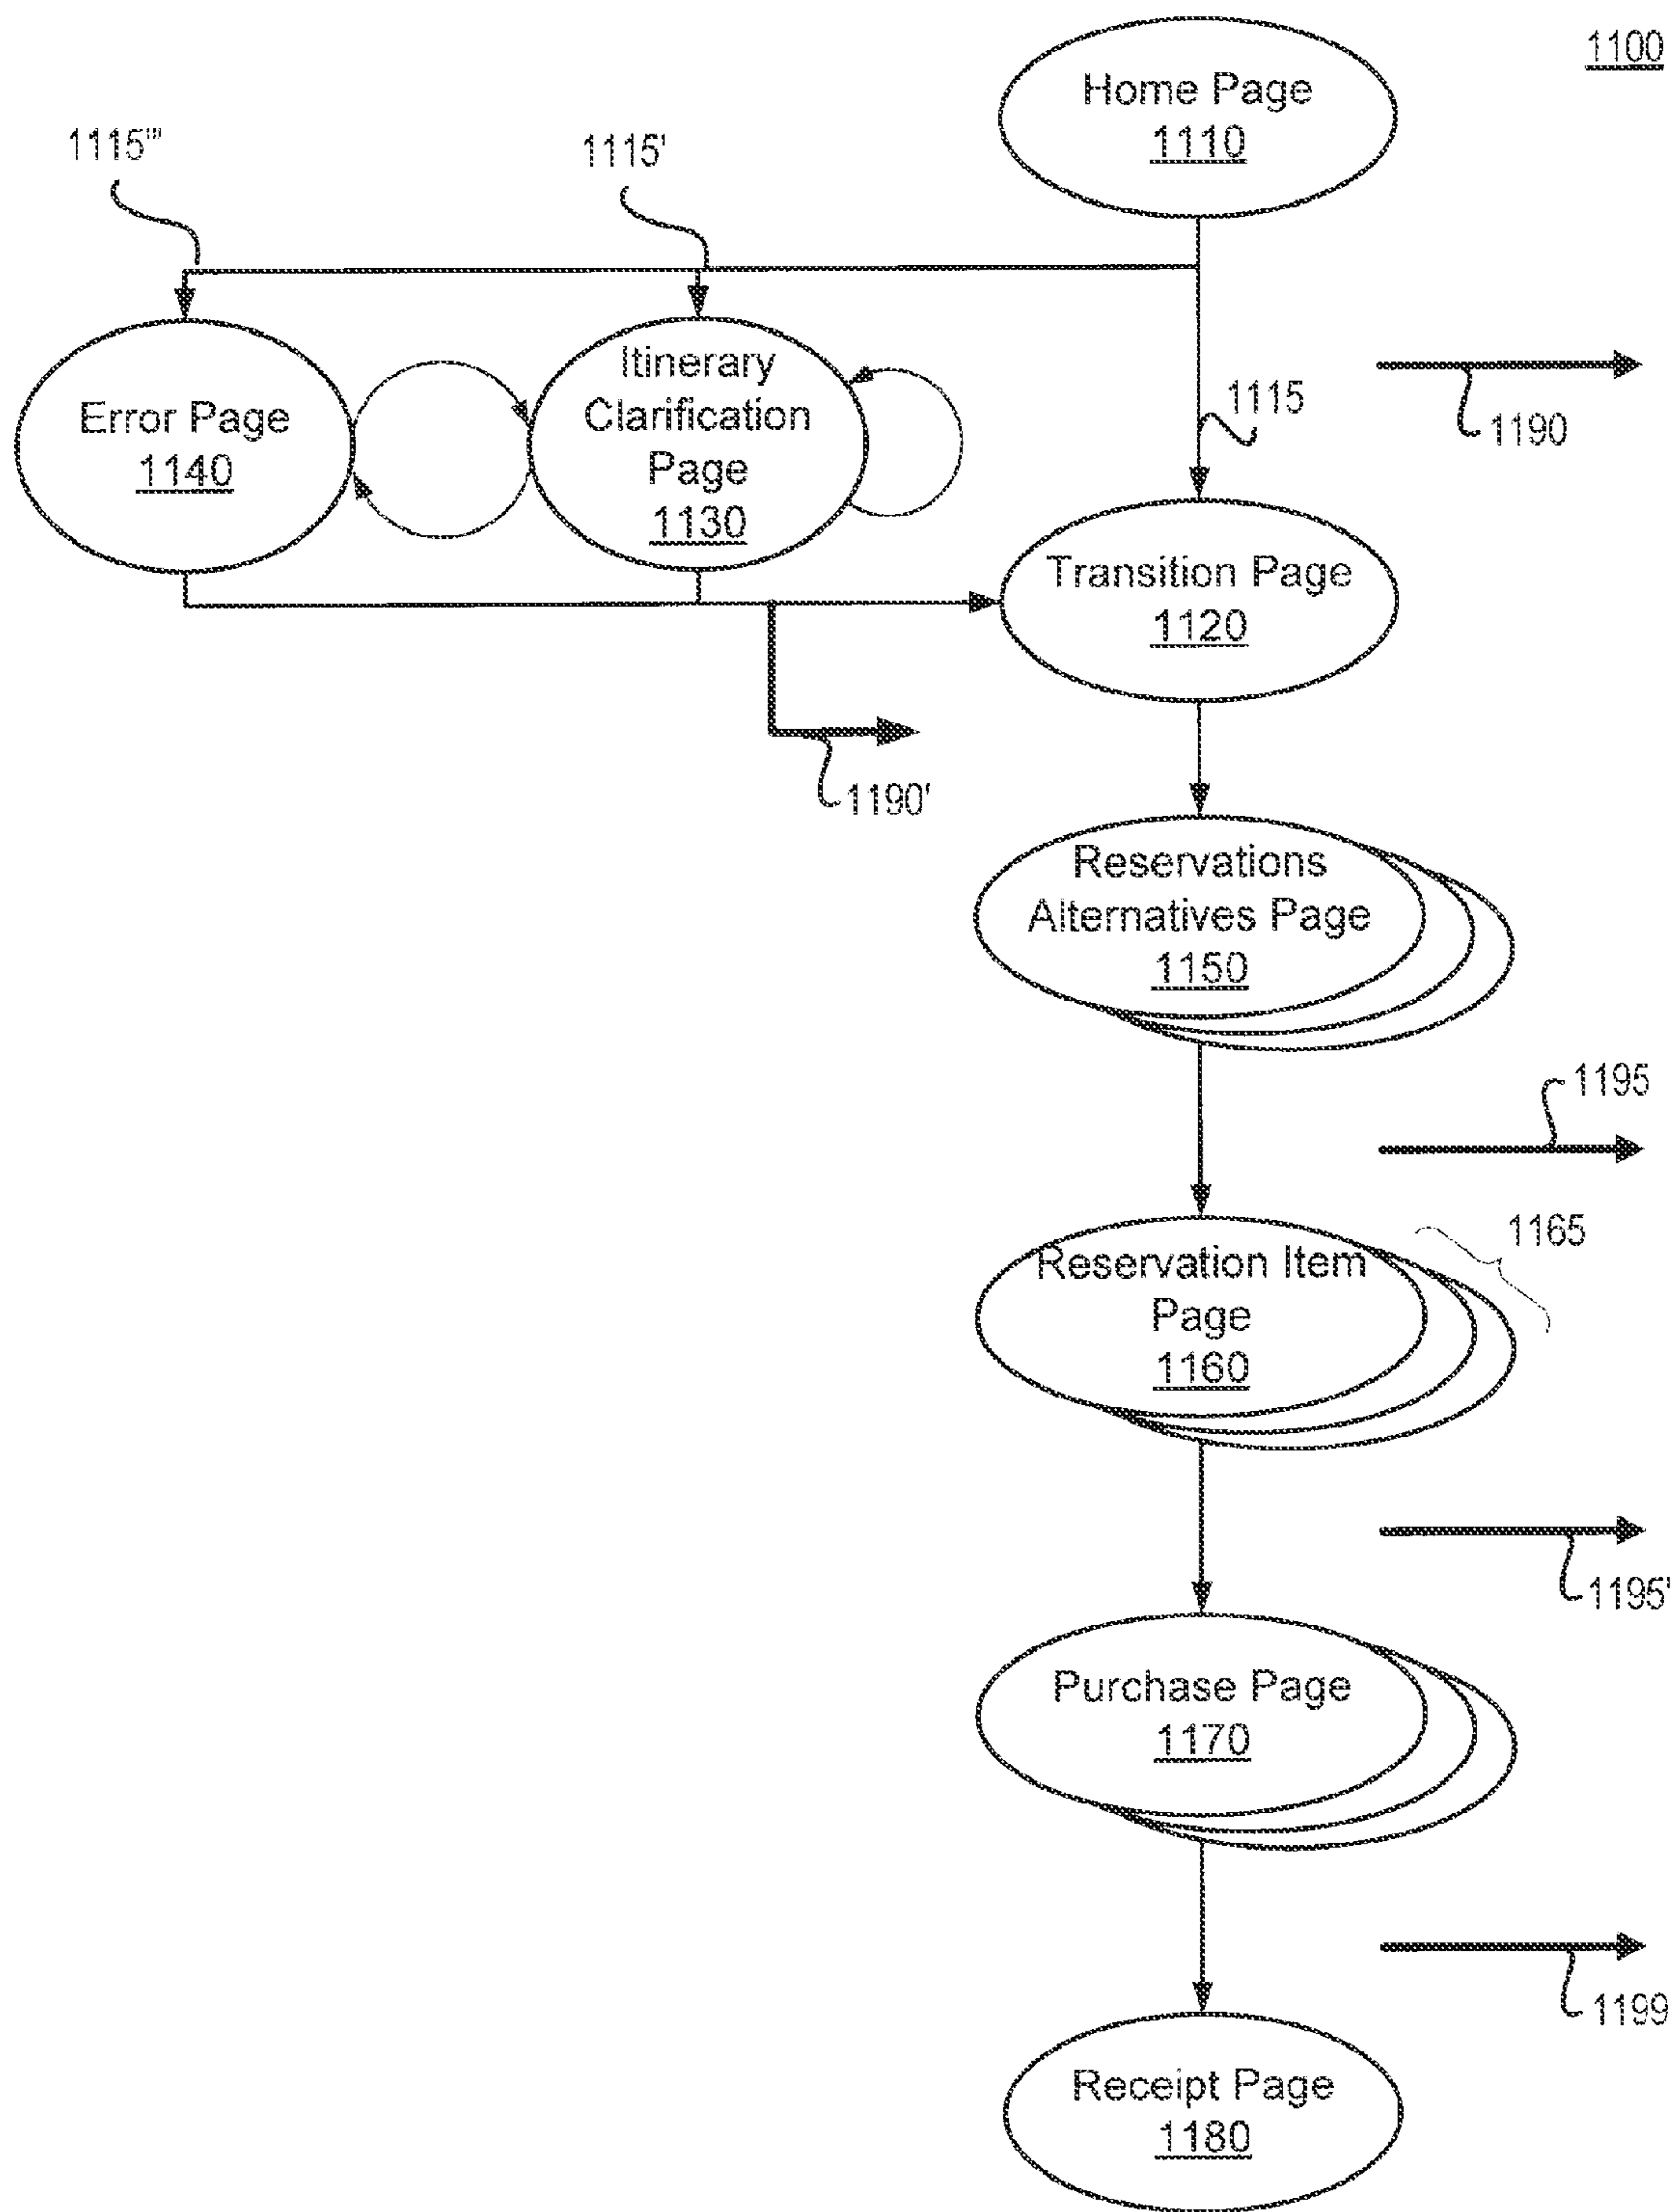 1100
Home Page
1110
1115'''
1115'
Error Page
1140
Itinerary
Clarification
Page
1130
1115
1190
Transition Page
1120
1190'
Reservations
Alternatives Page
1150
1195
1165
Reservation Item
Page
1160
1195'
Purchase Page
1170
1199
Receipt Page
1180